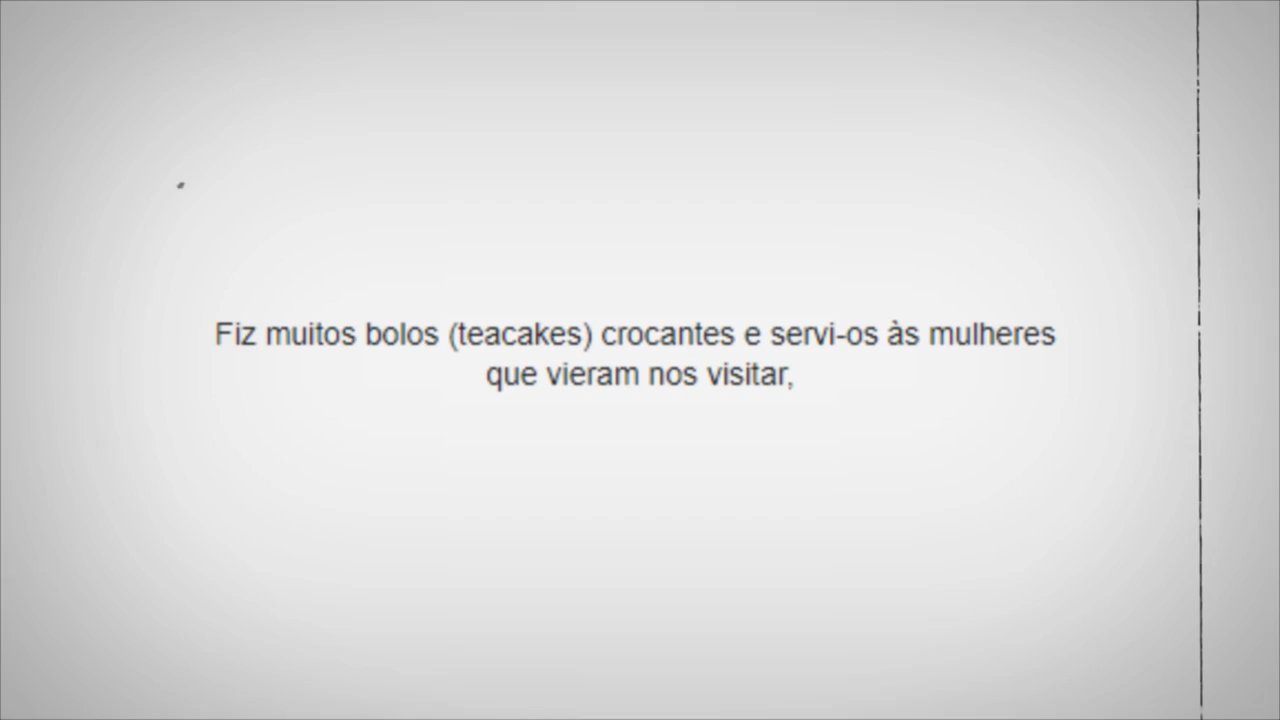 Fiz muitos bolos (teacakes) crocantes e servi-os às mulheres
que vieram nos visitar,